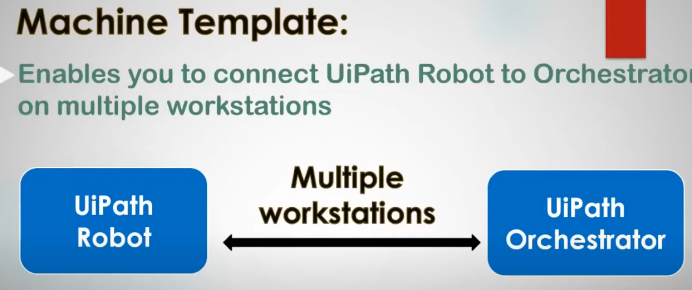 Machine Template:
Enables you to connect UiPath Robot to Orchestrator
on multiple workstations
Multiple
workstations
UiPath
Robot
UiPath
Orchestrator